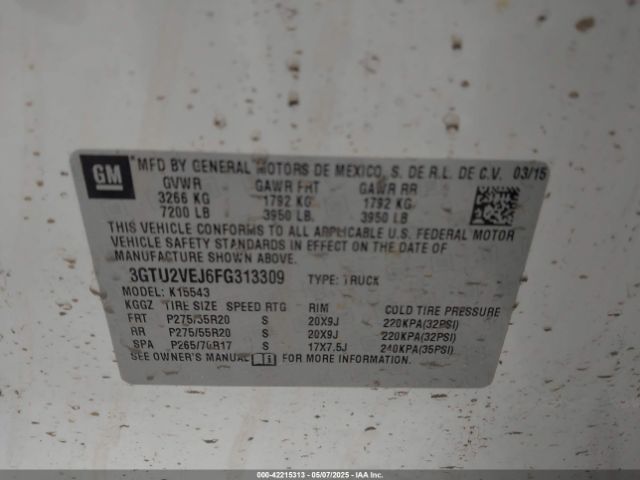 GM
*MFD BY GENERAL MOTORS DE MEXICO, S. DE R.L. DE C.V. 03/15
GVWR GAWR FRT GAWR RR
3266 KG 1792 KG 1792 KG
7200 LB 3950 LB 3950 LB
THIS VEHICLE CONFORMS TO ALL APPLICABLE U.S. FEDERAL MOTOR
VEHICLE SAFETY STANDARDS IN EFFECT ON THE DATE OF
MANUFACTURE SHOWN ABOVE.
3GTU2VEJ6FG313309 TYPE: TRUCK
MODEL: K15543
KGGZ TIRE SIZE SPEED RTG RIM COLD TIRE PRESSURE
FRT P275/55R20 S 20X9J 220KPA(32PSI)
RR P275/55R20 S 20X9J 220KPA(32PSI)
SPA P265/70R17 S 17X7.5J 240KPA(35PSI)
SEE OWNER'S MANUAL FOR MORE INFORMATION.
000-42215313 - 05/07/2025 - IAA Inc.